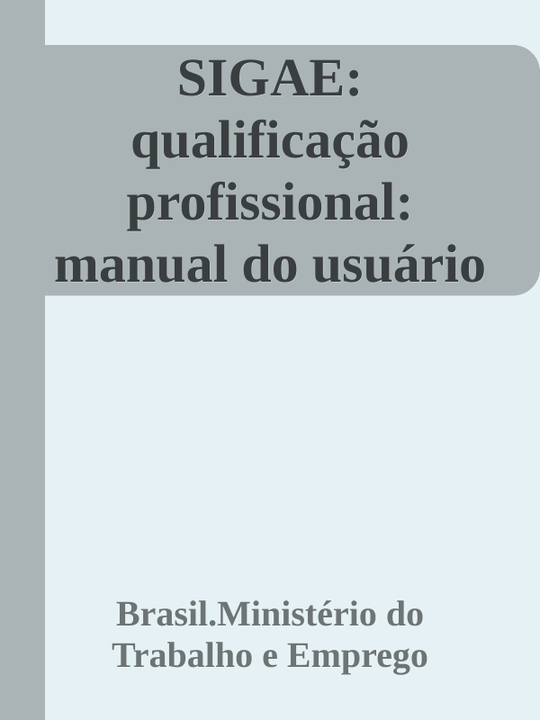 SIGAE:
qualificação
profissional:
manual do usuário
Brasil.Ministério do
Trabalho e Emprego